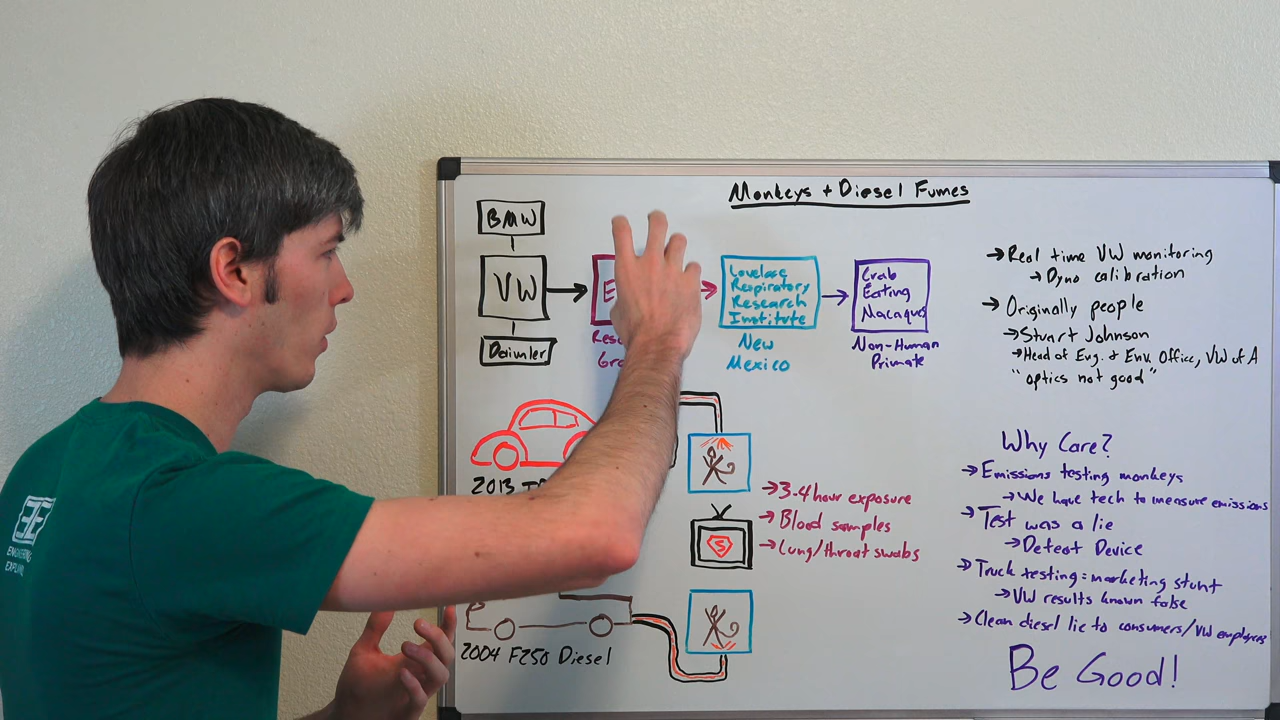 Monkeys + Diesel Fumes
BMW
VW
Daimler
E
Lovelace
Respiratory
Research
Institute
New
Mexico
Crab
Eating
Macaque
Non-Human
Primate
→Real time VW monitoring
→Dyno calibration
→ Originally people
→Stuart Johnson
→Head of Eng. & Env. Office, VW of A
"optics not good"
2013
→3-4 hour exposure
→Blood samples
→Lung/throat swabs
S
2004 F250 Diesel
Why Care?
→ Emissions testing monkeys
→We have tech to measure emissions
→Test was a lie
→Defeat Device
→Truck testing = marketing stunt
→VW results known false
→Clean diesel lie to consumers/VW employees
Be Good!
EE